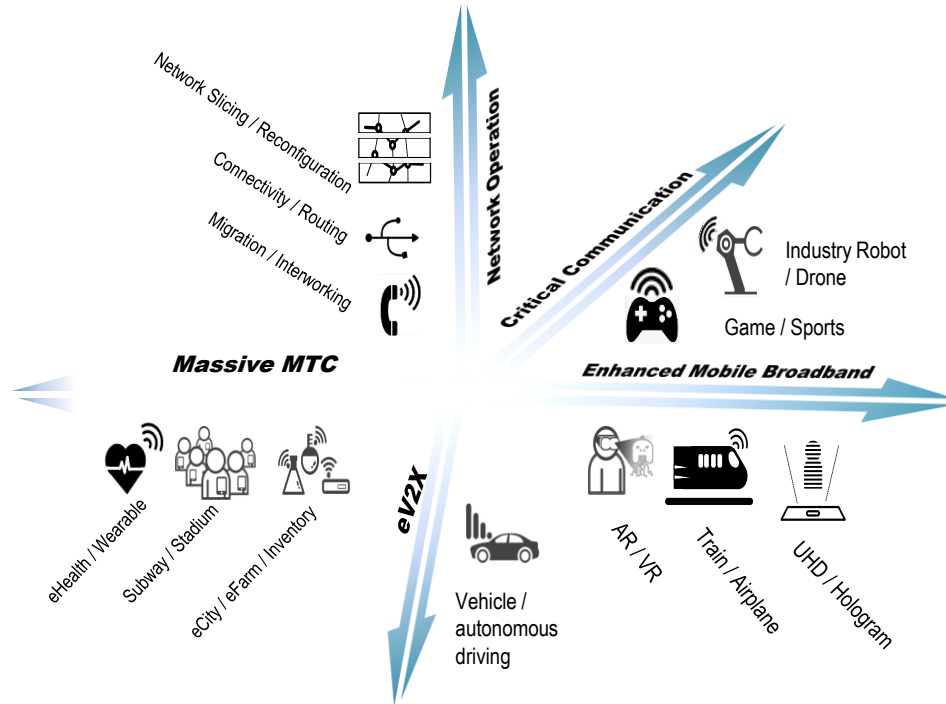 Network Slicing / Reconfiguration
Connectivity / Routing
Migration / Interworking
Network Operation
Critical Communication
Industry Robot
/ Drone
Game / Sports
Massive MTC
Enhanced Mobile Broadband
eHealth / Wearable
Subway / Stadium
eCity / eFarm / Inventory
eV2X
Vehicle /
autonomous
driving
AR / VR
Train / Airplane
UHD / Hologram